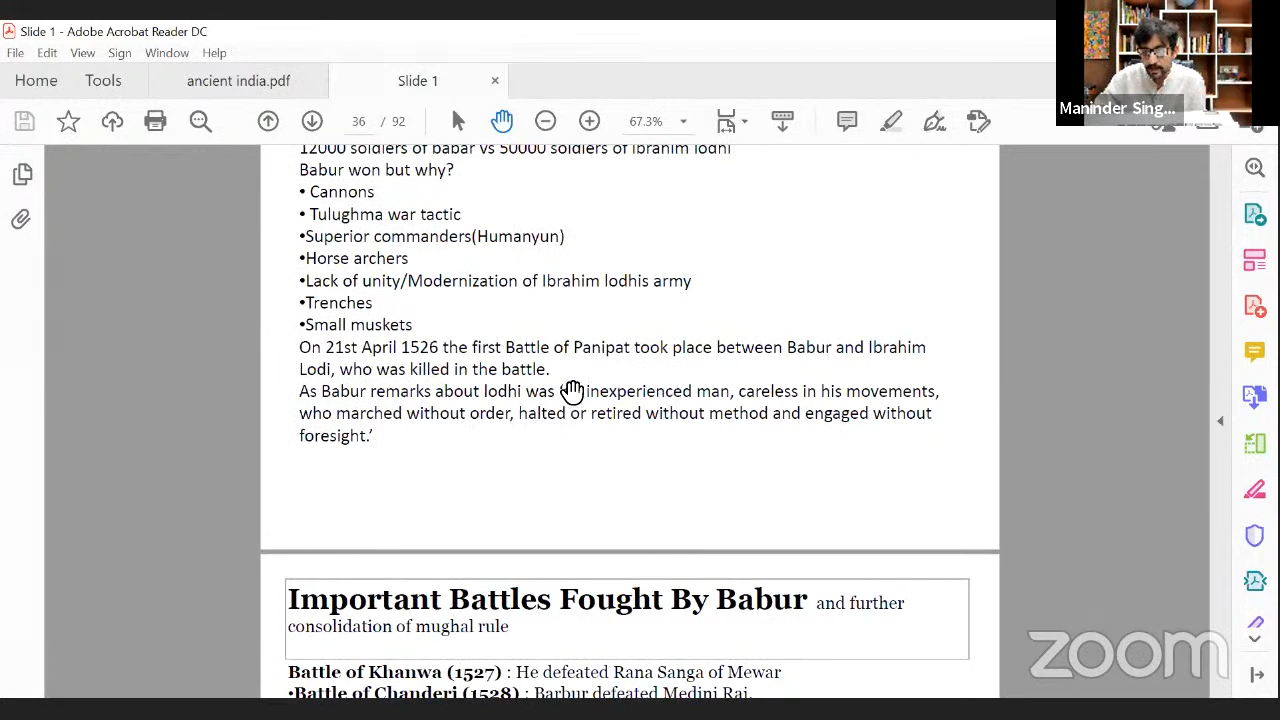 Slide 1 - Adobe Acrobat Reader DC
File Edit View Sign Window Help
Home Tools ancient india.pdf Slide 1
36 / 92 67.3%
Maninder Sing...
12000 soldiers of babar vs 50000 soldiers of Ibrahim lodhi
Babur won but why?
• Cannons
• Tulughma war tactic
•Superior commanders(Humanyun)
•Horse archers
•Lack of unity/Modernization of Ibrahim lodhis army
•Trenches
•Small muskets
On 21st April 1526 the first Battle of Panipat took place between Babur and Ibrahim
Lodi, who was killed in the battle.
As Babur remarks about lodhi was inexperienced man, careless in his movements,
who marched without order, halted or retired without method and engaged without
foresight.’
Important Battles Fought By Babur and further
consolidation of mughal rule
Battle of Khanwa (1527) : He defeated Rana Sanga of Mewar
•Battle of Chanderi (1528) : Barbur defeated Medini Rai.
zoom